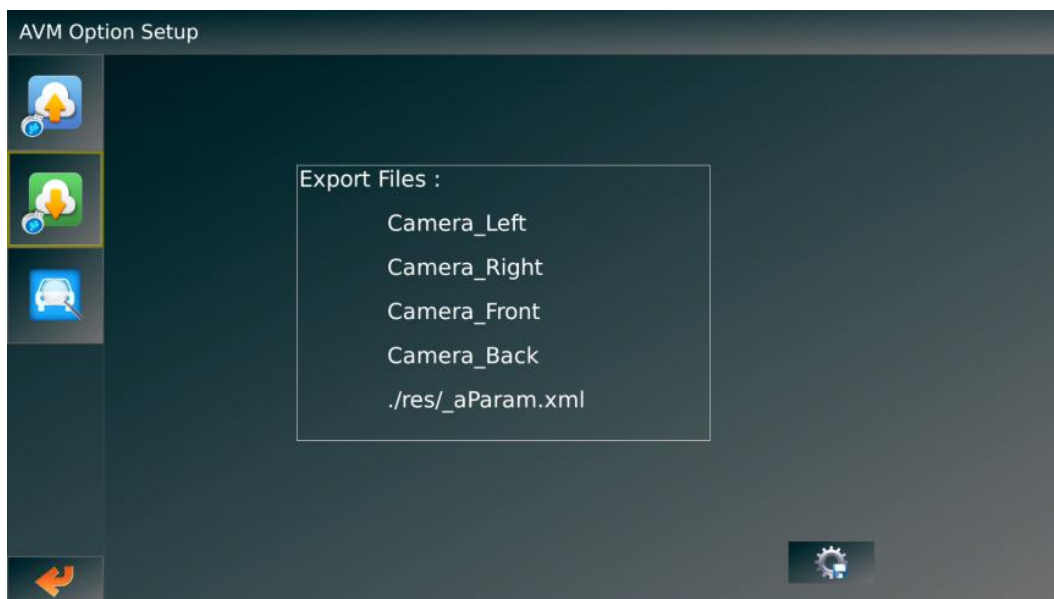 AVM Option Setup
Export Files :
Camera_Left
Camera_Right
Camera_Front
Camera_Back
./res/_aParam.xml